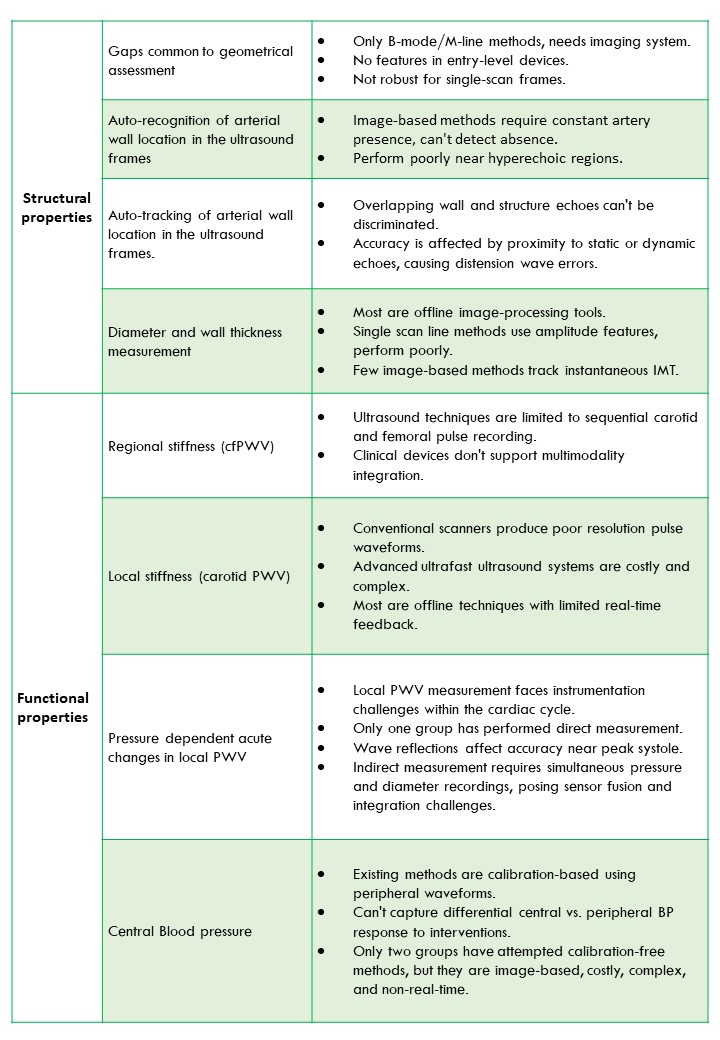 Structural
properties
Gaps common to geometrical
assessment
● Only B-mode/M-line methods, needs imaging system.
● No features in entry-level devices.
● Not robust for single-scan frames.
Auto-recognition of arterial
wall location in the ultrasound
frames
● Image-based methods require constant artery
presence, can't detect absence.
● Perform poorly near hyperechoic regions.
Auto-tracking of arterial wall
location in the ultrasound
frames.
● Overlapping wall and structure echoes can't be
discriminated.
● Accuracy is affected by proximity to static or dynamic
echoes, causing distension wave errors.
Diameter and wall thickness
measurement
● Most are offline image-processing tools.
● Single scan line methods use amplitude features,
perform poorly.
● Few image-based methods track instantaneous IMT.
Functional
properties
Regional stiffness (cfPWV)
● Ultrasound techniques are limited to sequential carotid
and femoral pulse recording.
● Clinical devices don't support multimodality
integration.
Local stiffness (carotid PWV)
● Conventional scanners produce poor resolution pulse
waveforms.
● Advanced ultrafast ultrasound systems are costly and
complex.
● Most are offline techniques with limited real-time
feedback.
Pressure dependent acute
changes in local PWV
● Local PWV measurement faces instrumentation
challenges within the cardiac cycle.
● Only one group has performed direct measurement.
● Wave reflections affect accuracy near peak systole.
● Indirect measurement requires simultaneous pressure
and diameter recordings, posing sensor fusion and
integration challenges.
Central Blood pressure
● Existing methods are calibration-based using
peripheral waveforms.
● Can't capture differential central vs. peripheral BP
response to interventions.
● Only two groups have attempted calibration-free
methods, but they are image-based, costly, complex,
and non-real-time.